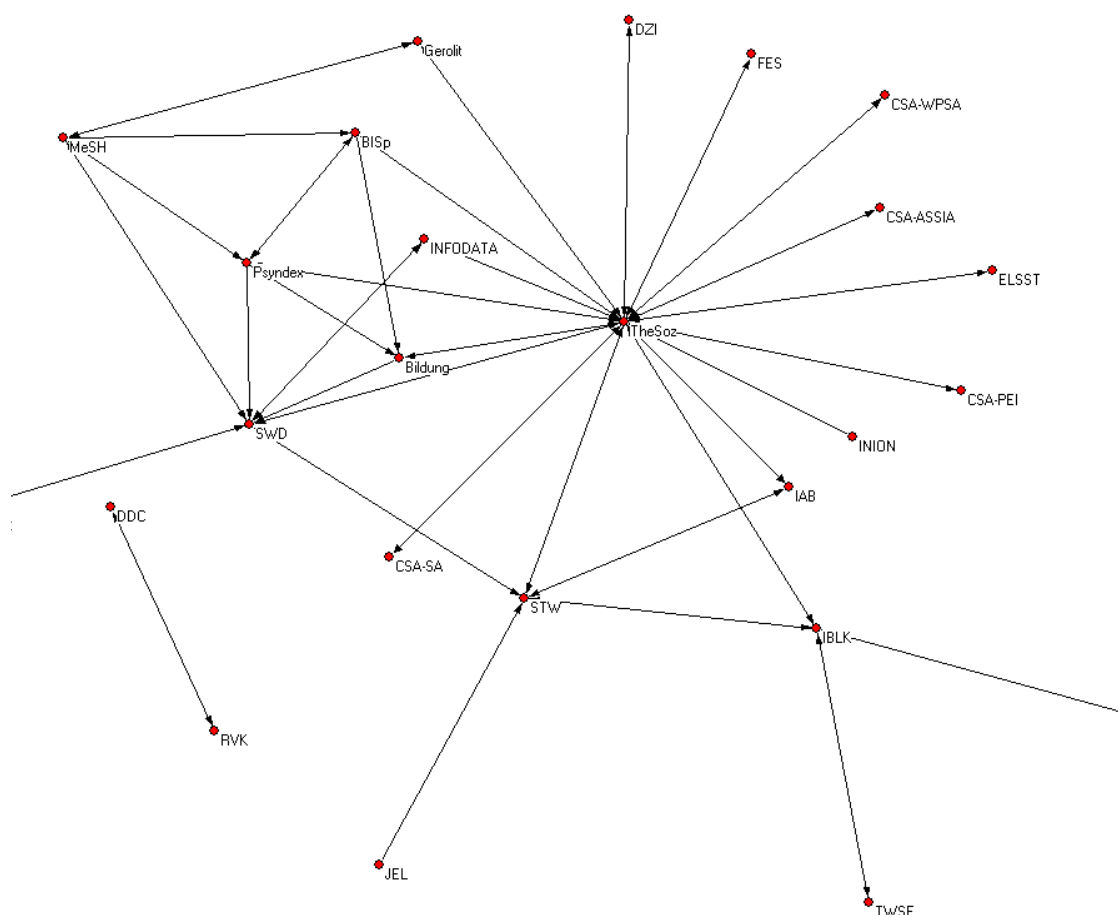 DZI
Gerolit
FES
CSA-WPSA
MeSH
BISp
CSA-ASSIA
INFODATA
Psyndex
ELSST
TheSoz
Bildung
CSA-PEI
SWD
INION
IAB
DDC
CSA-SA
STW
IBLK
RVK
JEL